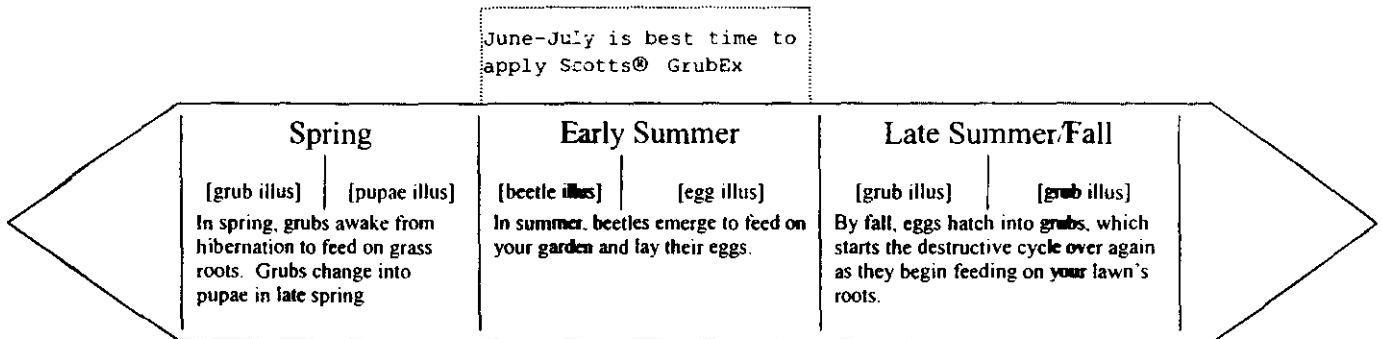 June-July is best time to
apply Scotts® GrubEx
Spring
[grub illus] [pupae illus]
In spring, grubs awake from
hibernation to feed on grass
roots. Grubs change into
pupae in late spring
Early Summer
[beetle illus] [egg illus]
In summer, beetles emerge to feed on
your garden and lay their eggs.
Late Summer/Fall
[grub illus] [grub illus]
By fall, eggs hatch into grubs, which
starts the destructive cycle over again
as they begin feeding on your lawn's
roots.